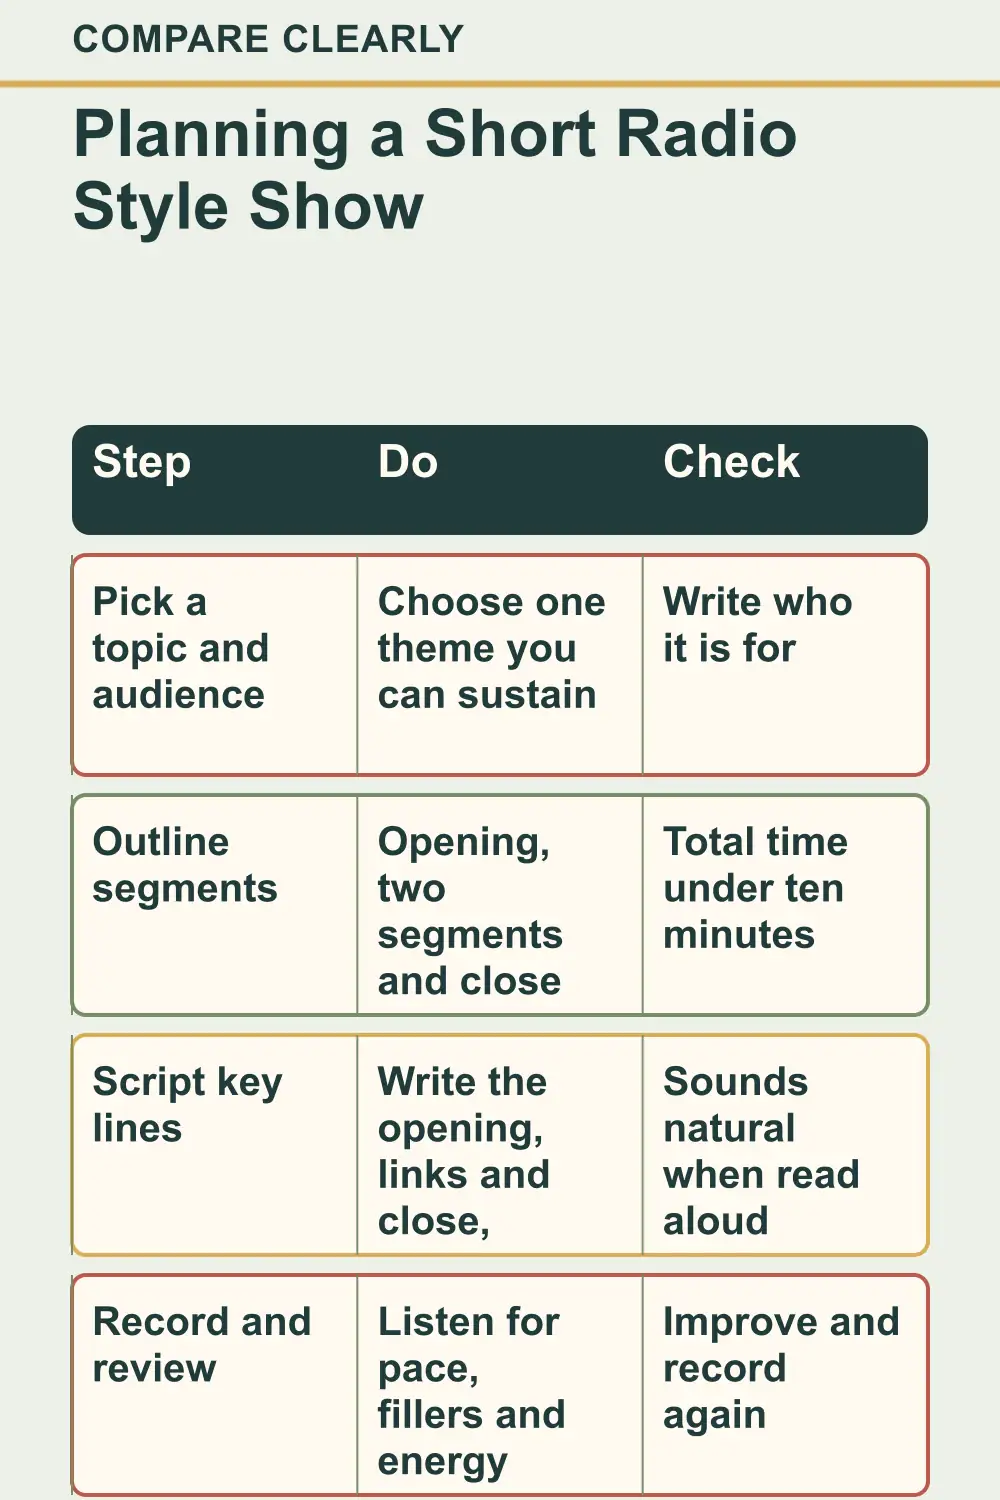 COMPARE CLEARLY
Planning a Short Radio
Style Show
Step
Do
Check
Pick a
topic and
audience
Choose one
theme you
can sustain
Write who
it is for
Outline
segments
Opening,
two
segments
and close
Total time
under ten
minutes
Script key
lines
Write the
opening,
links and
close,
Sounds
natural
when read
aloud
Record and
review
Listen for
pace,
fillers and
energy
Improve and
record
again